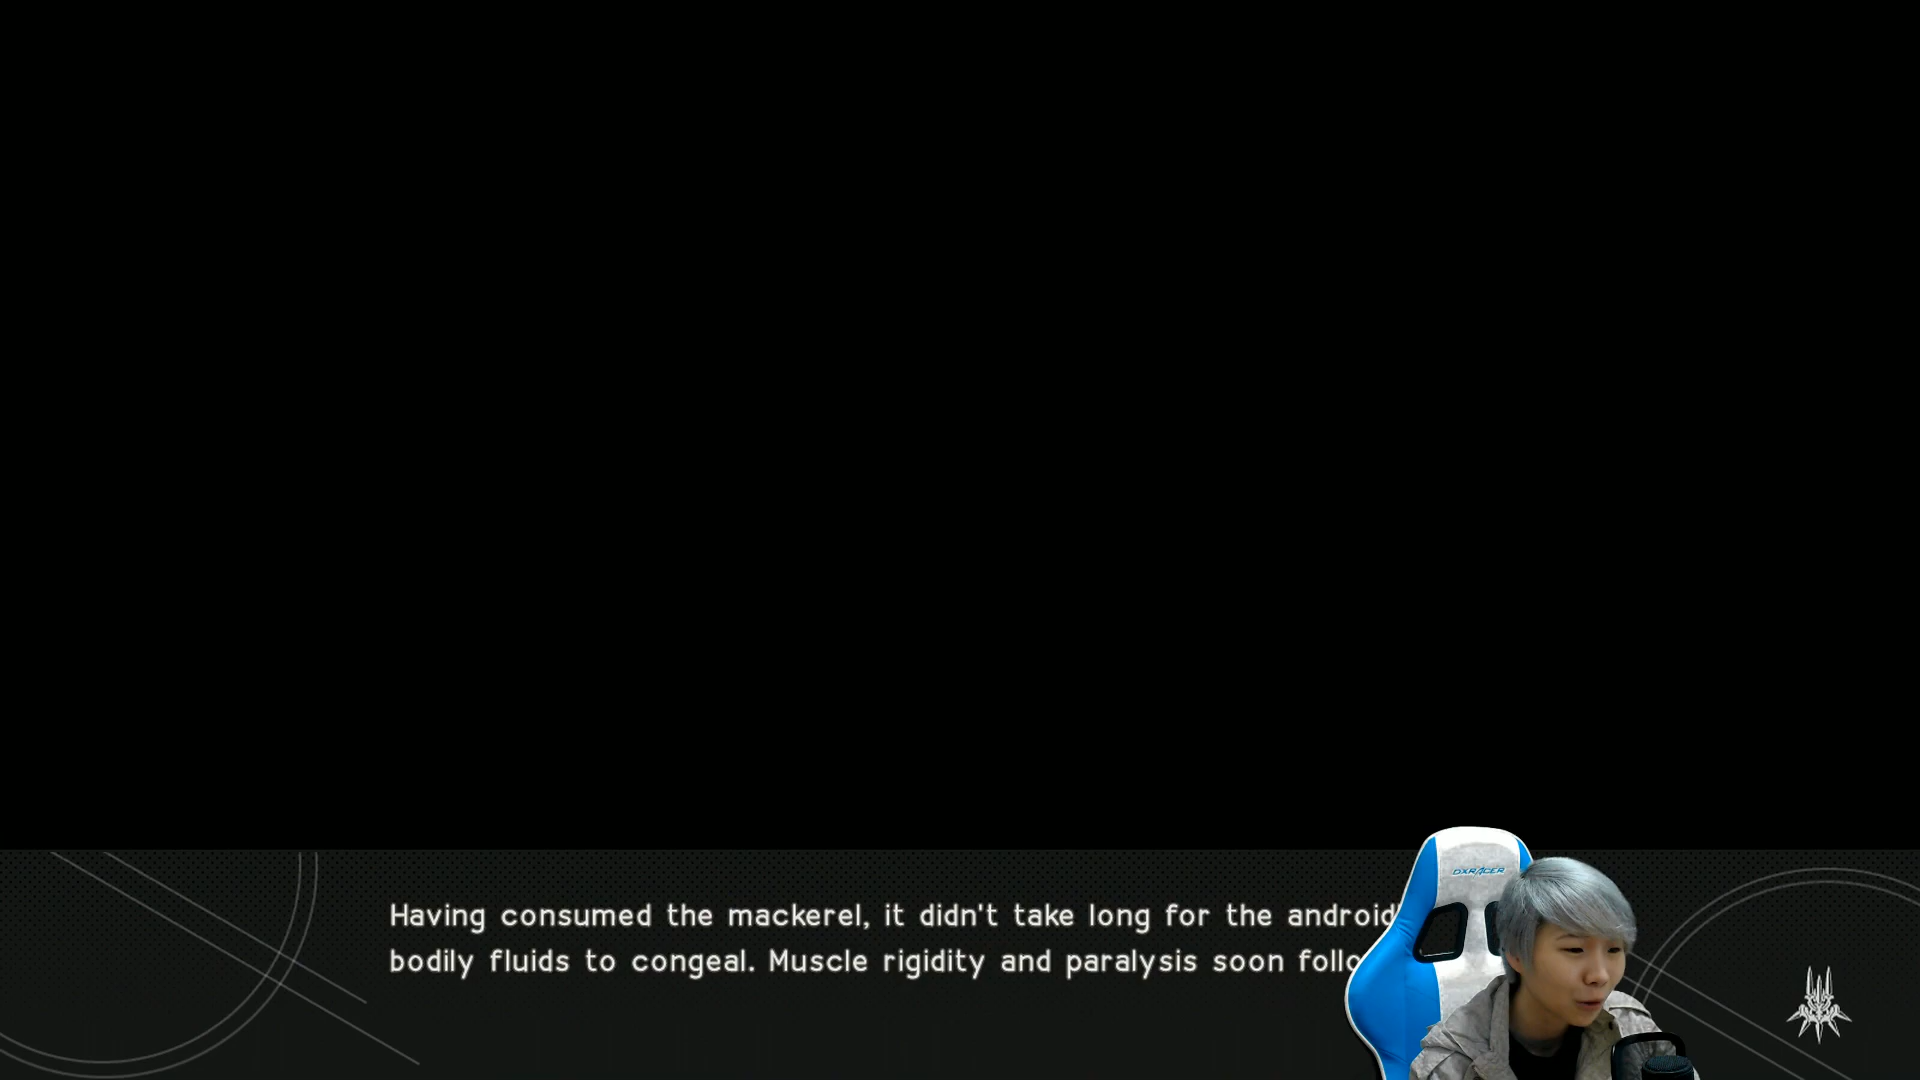 DXRACER
Having consumed the mackerel, it didn't take long for the android
bodily fluids to congeal. Muscle rigidity and paralysis soon